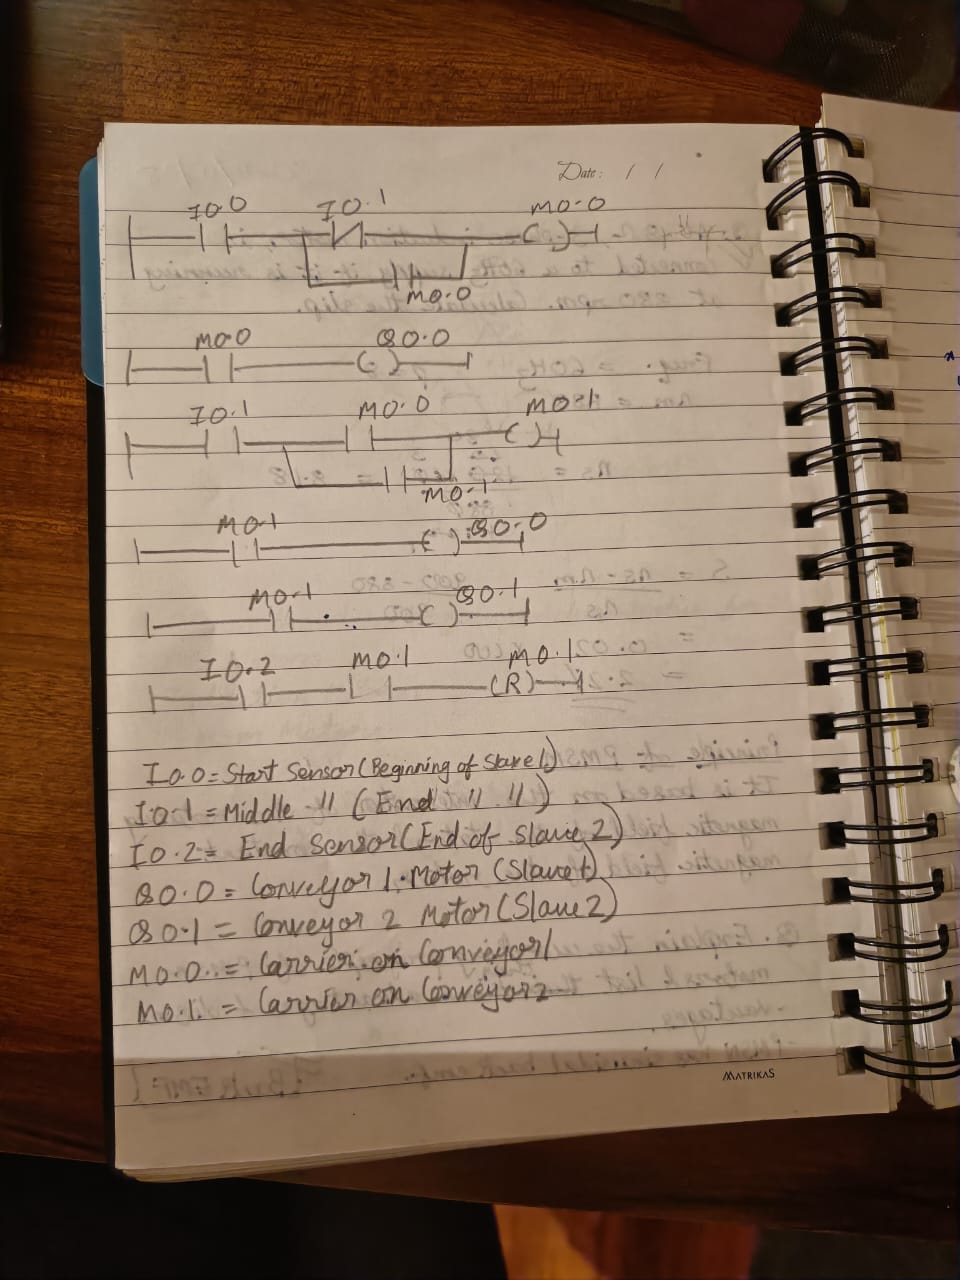 Date: / /
I0.0 I0.1 M0.0
M0.0
M0.0 Q0.0
I0.1 M0.0 M0.1
M0.1
M0.1 Q0.0
M0.1 Q0.1
I0.2 M0.1 M0.1
(R)
I0.0 = Start Sensor (Beginning of Slave 1)
I0.1 = Middle " (End " ")
I0.2 = End Sensor (End of Slave 2)
Q0.0 = Conveyor 1 Motor (Slave 1)
Q0.1 = Conveyor 2 Motor (Slave 2)
M0.0 = Carrier on Conveyor 1
M0.1 = Carrier on Conveyor 2
MATRIKAS